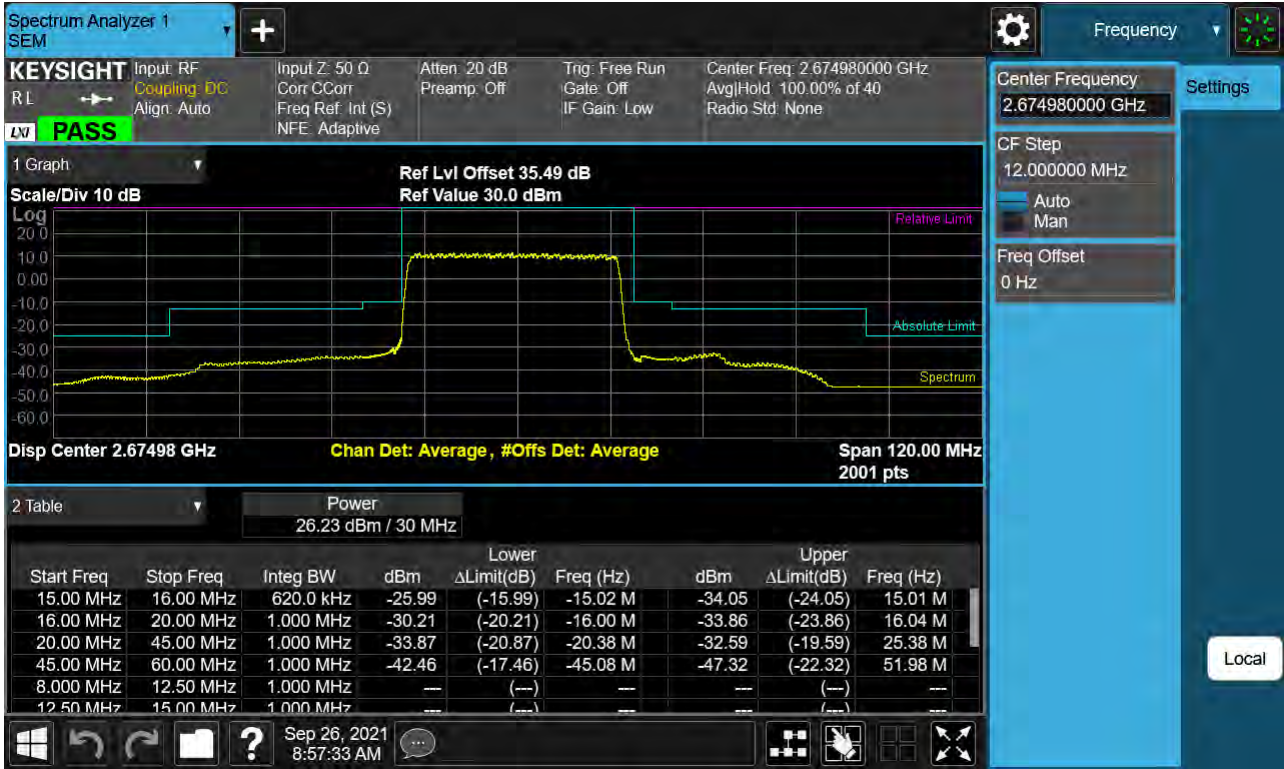 Spectrum Analyzer 1
SEM
Frequency
KEYSIGHT
R L
LXI
PASS
Input: RF
Coupling: DC
Align: Auto
Input Z: 50 Ω
Corr CCorr
Freq Ref: Int (S)
NFE: Adaptive
Atten: 20 dB
Preamp: Off
Trig: Free Run
Gate: Off
IF Gain: Low
Center Freq: 2.674980000 GHz
Avg|Hold: 100.00% of 40
Radio Std: None
Center Frequency
2.674980000 GHz
Settings
CF Step
12.000000 MHz
Auto
Man
Freq Offset
0 Hz
Local
1 Graph
Scale/Div 10 dB
Ref Lvl Offset 35.49 dB
Ref Value 30.0 dBm
Log
20.0
10.0
0.00
-10.0
-20.0
-30.0
-40.0
-50.0
-60.0
Relative Limit
Absolute Limit
Spectrum
Disp Center 2.67498 GHz
Chan Det: Average, #Offs Det: Average
Span 120.00 MHz
2001 pts
2 Table
Power
26.23 dBm / 30 MHz
Lower Upper
Start Freq Stop Freq Integ BW dBm ∆Limit(dB) Freq (Hz) dBm ∆Limit(dB) Freq (Hz)
15.00 MHz 16.00 MHz 620.0 kHz -25.99 (-15.99) -15.02 M -34.05 (-24.05) 15.01 M
16.00 MHz 20.00 MHz 1.000 MHz -30.21 (-20.21) -16.00 M -33.86 (-23.86) 16.04 M
20.00 MHz 45.00 MHz 1.000 MHz -33.87 (-20.87) -20.38 M -32.59 (-19.59) 25.38 M
45.00 MHz 60.00 MHz 1.000 MHz -42.46 (-17.46) -45.08 M -47.32 (-22.32) 51.98 M
8.000 MHz 12.50 MHz 1.000 MHz --- (---) --- --- (---) ---
12.50 MHz 15.00 MHz 1.000 MHz --- (---) --- --- (---) ---
Sep 26, 2021
8:57:33 AM